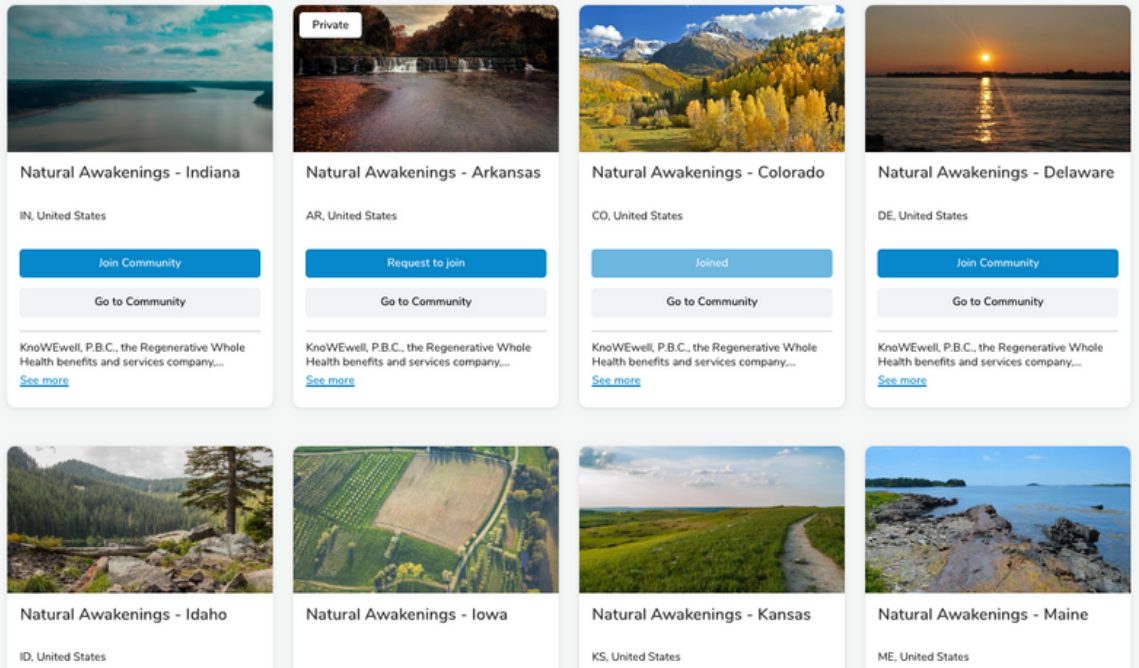 Private
Natural Awakenings - Indiana
IN, United States
Join Community
Go to Community
KnoWEwell, P.B.C., the Regenerative Whole
Health benefits and services company,...
See more
Natural Awakenings - Arkansas
AR, United States
Request to join
Go to Community
KnoWEwell, P.B.C., the Regenerative Whole
Health benefits and services company,...
See more
Natural Awakenings - Colorado
CO, United States
Joined
Go to Community
KnoWEwell, P.B.C., the Regenerative Whole
Health benefits and services company,...
See more
Natural Awakenings - Delaware
DE, United States
Join Community
Go to Community
KnoWEwell, P.B.C., the Regenerative Whole
Health benefits and services company,...
See more
Natural Awakenings - Idaho
ID, United States
Natural Awakenings - Iowa
Natural Awakenings - Kansas
KS, United States
Natural Awakenings - Maine
ME, United States